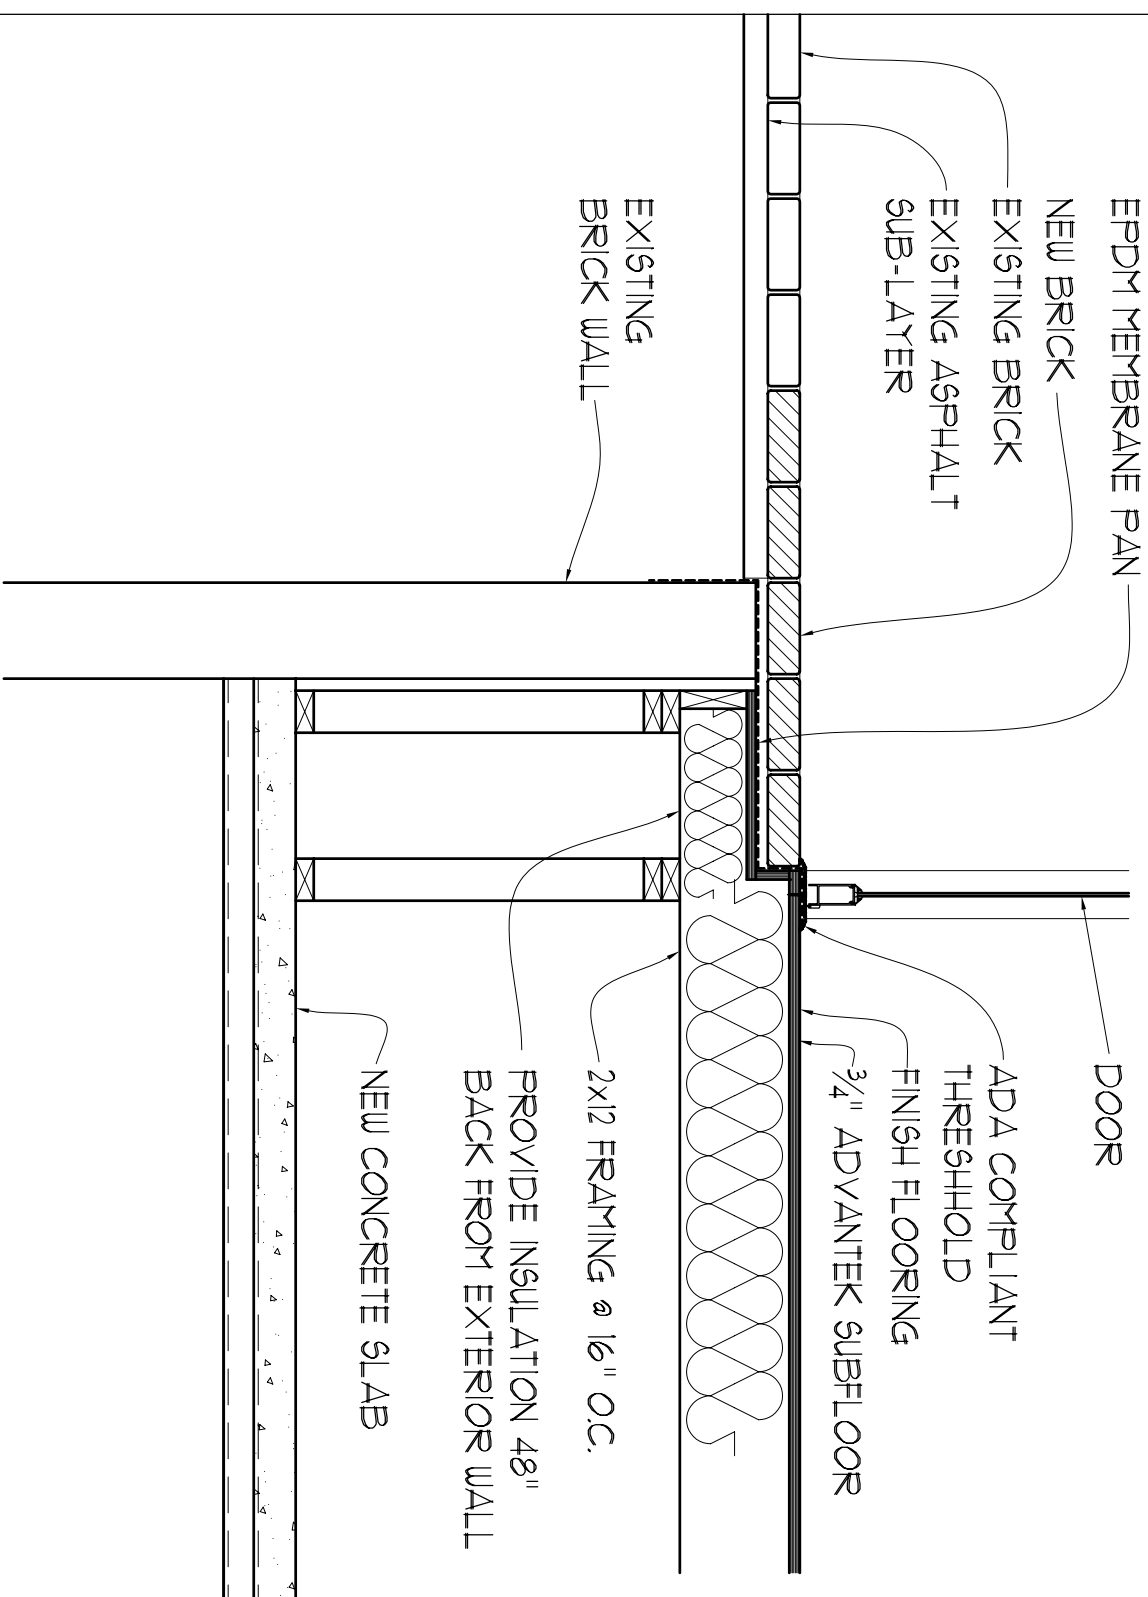 EPDM MEMBRANE PAN
NEW BRICK
EXISTING BRICK
EXISTING ASPHALT
SUB-LAYER
EXISTING
BRICK WALL
DOOR
ADA COMPLIANT
THRESHHOLD
FINISH FLOORING
3/4" ADVANTEK SUBFLOOR
2x12 FRAMING @ 16" O.C.
PROVIDE INSULATION 48"
BACK FROM EXTERIOR WALL
NEW CONCRETE SLAB